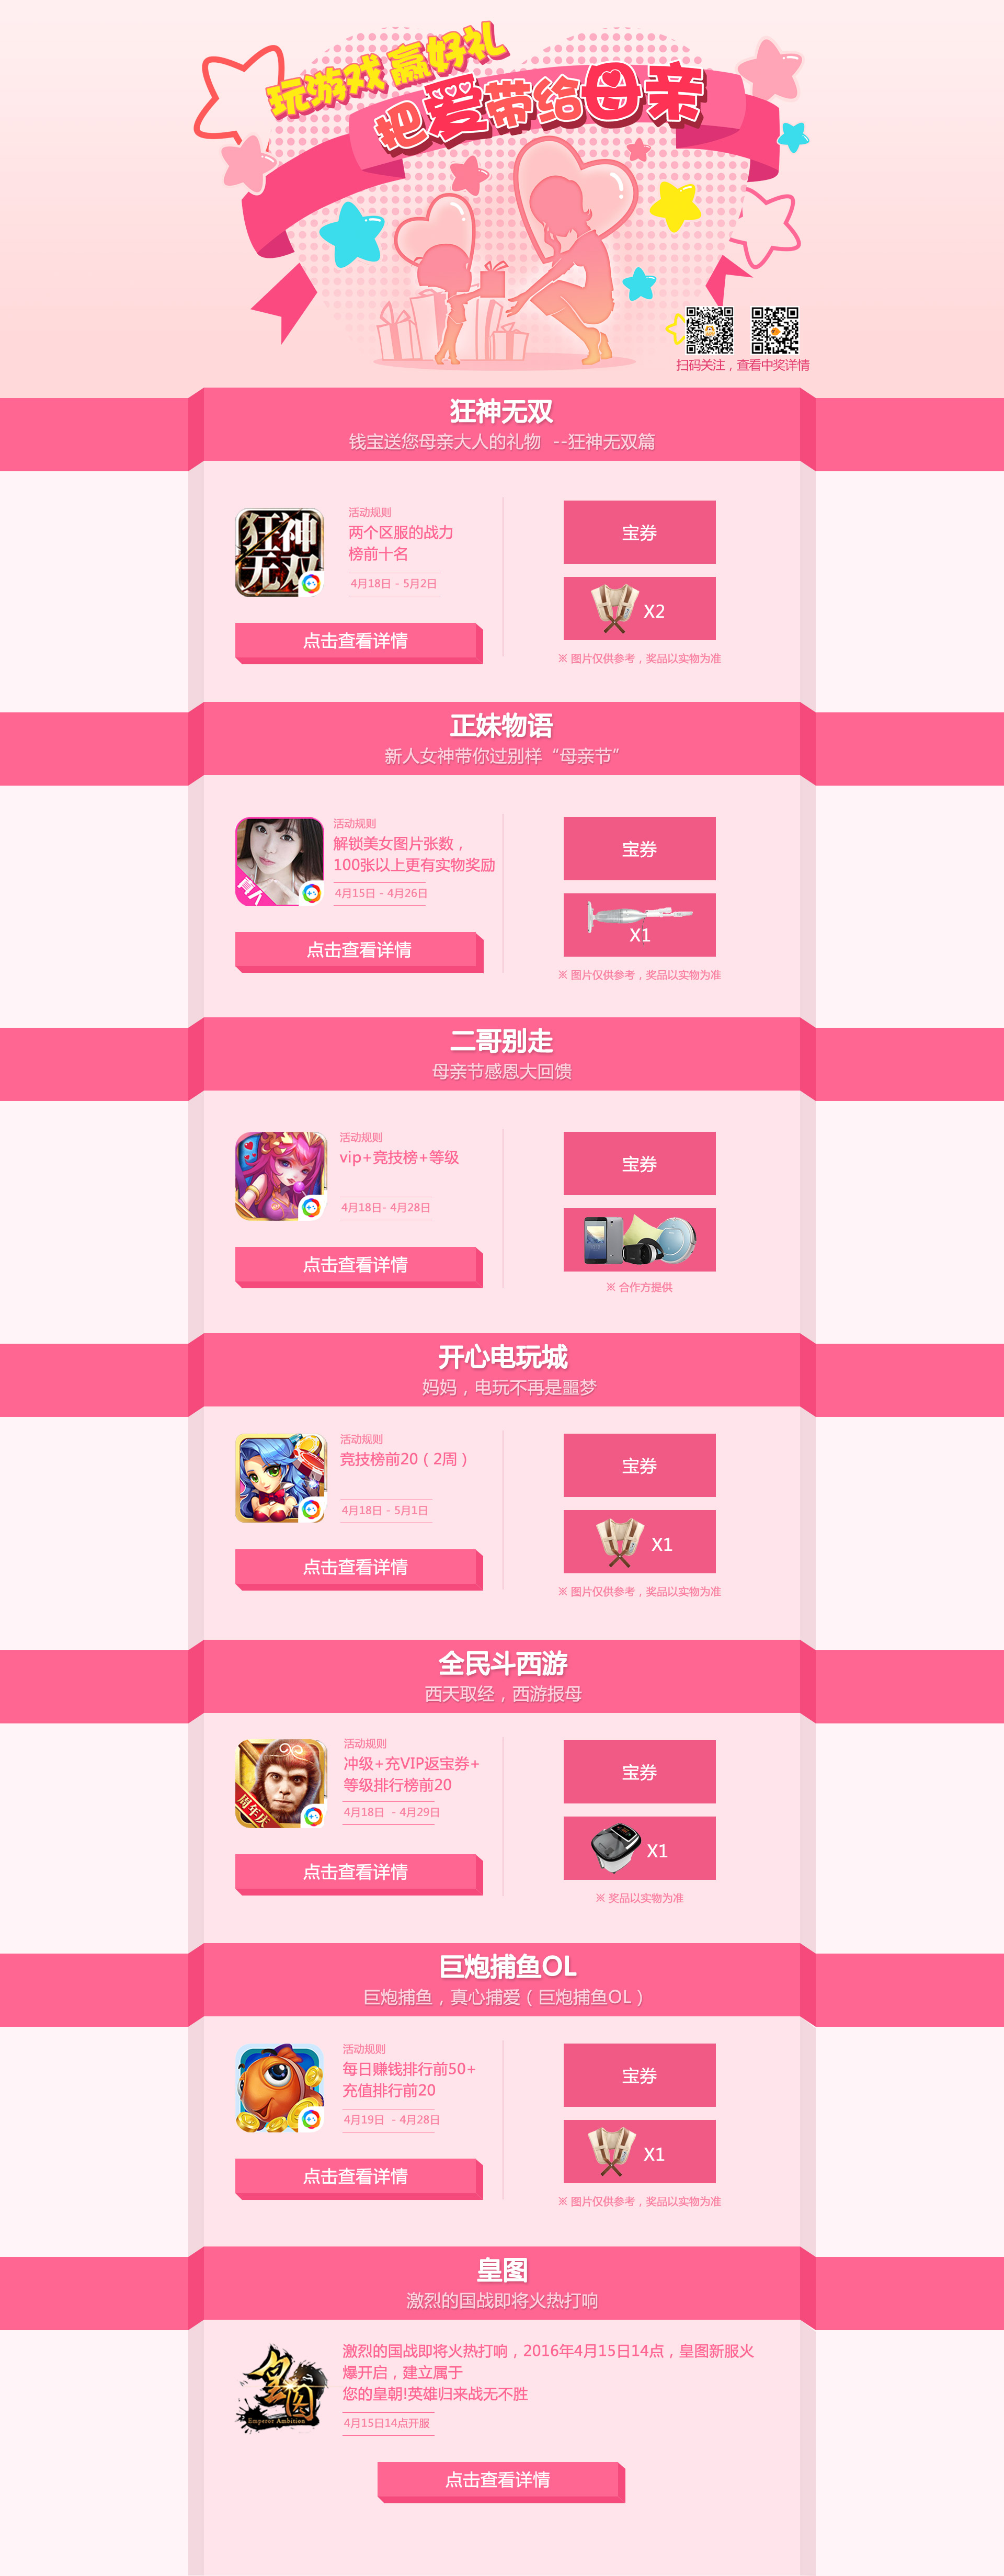 玩游戏 赢好礼
把爱带给母亲
扫码关注，查看中奖详情
狂神无双
钱宝送您母亲大人的礼物 --狂神无双篇
狂神
无双
活动规则
两个区服的战力
榜前十名
4月18日 - 5月2日
点击查看详情
宝券
X2
※ 图片仅供参考，奖品以实物为准
正妹物语
新人女神带你过别样“母亲节”
真人
活动规则
解锁美女图片张数，
100张以上更有实物奖励
4月15日 - 4月26日
点击查看详情
宝券
X1
※ 图片仅供参考，奖品以实物为准
二哥别走
母亲节感恩大回馈
活动规则
vip+竞技榜+等级
4月18日- 4月28日
点击查看详情
宝券
※ 合作方提供
开心电玩城
妈妈，电玩不再是噩梦
活动规则
竞技榜前20（2周）
4月18日 - 5月1日
点击查看详情
宝券
X1
※ 图片仅供参考，奖品以实物为准
全民斗西游
西天取经，西游报母
周年庆
活动规则
冲级+充VIP返宝券+
等级排行榜前20
4月18日 - 4月29日
点击查看详情
宝券
X1
※ 奖品以实物为准
巨炮捕鱼OL
巨炮捕鱼，真心捕爱（巨炮捕鱼OL）
活动规则
每日赚钱排行前50+
充值排行前20
4月19日 - 4月28日
点击查看详情
宝券
X1
※ 图片仅供参考，奖品以实物为准
皇图
激烈的国战即将火热打响
皇图
Emperor Ambition
激烈的国战即将火热打响，2016年4月15日14点，皇图新服火
爆开启，建立属于
您的皇朝!英雄归来战无不胜
4月15日14点开服
点击查看详情